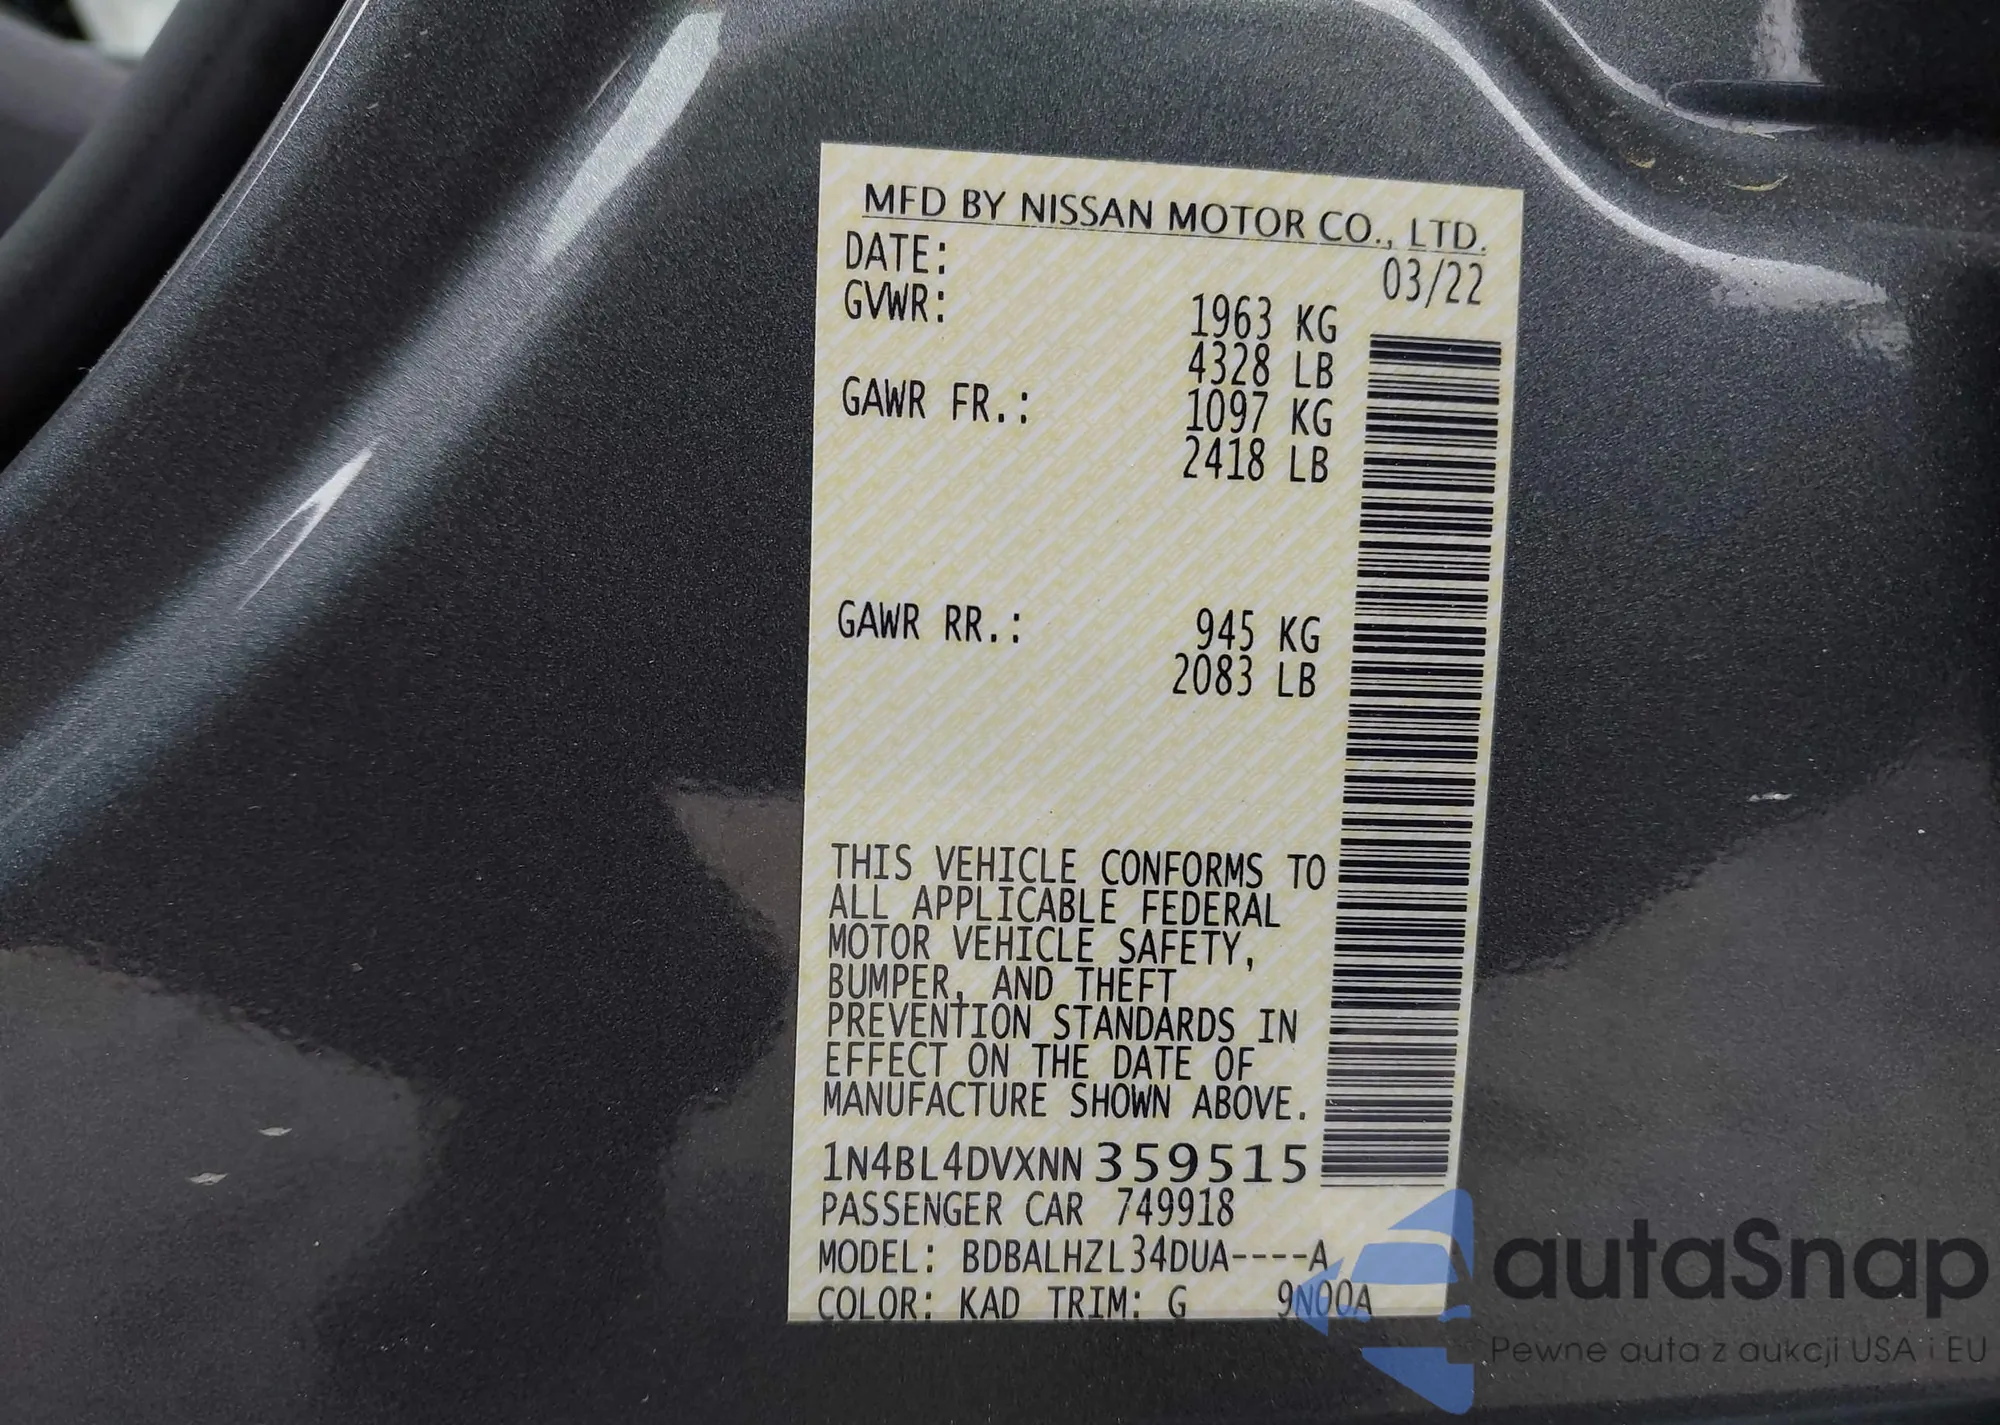 MFD BY NISSAN MOTOR CO., LTD.
DATE: 03/22
GVWR: 1963 KG
4328 LB
GAWR FR.: 1097 KG
2418 LB
GAWR RR.: 945 KG
2083 LB
THIS VEHICLE CONFORMS TO
ALL APPLICABLE FEDERAL
MOTOR VEHICLE SAFETY,
BUMPER, AND THEFT
PREVENTION STANDARDS IN
EFFECT ON THE DATE OF
MANUFACTURE SHOWN ABOVE.
1N4BL4DVXNN359515
PASSENGER CAR 749918
MODEL: BDBALHZL34DUA----A
COLOR: KAD TRIM: G 9N00A
autaSnap
Pewne auta z aukcji USA i EU